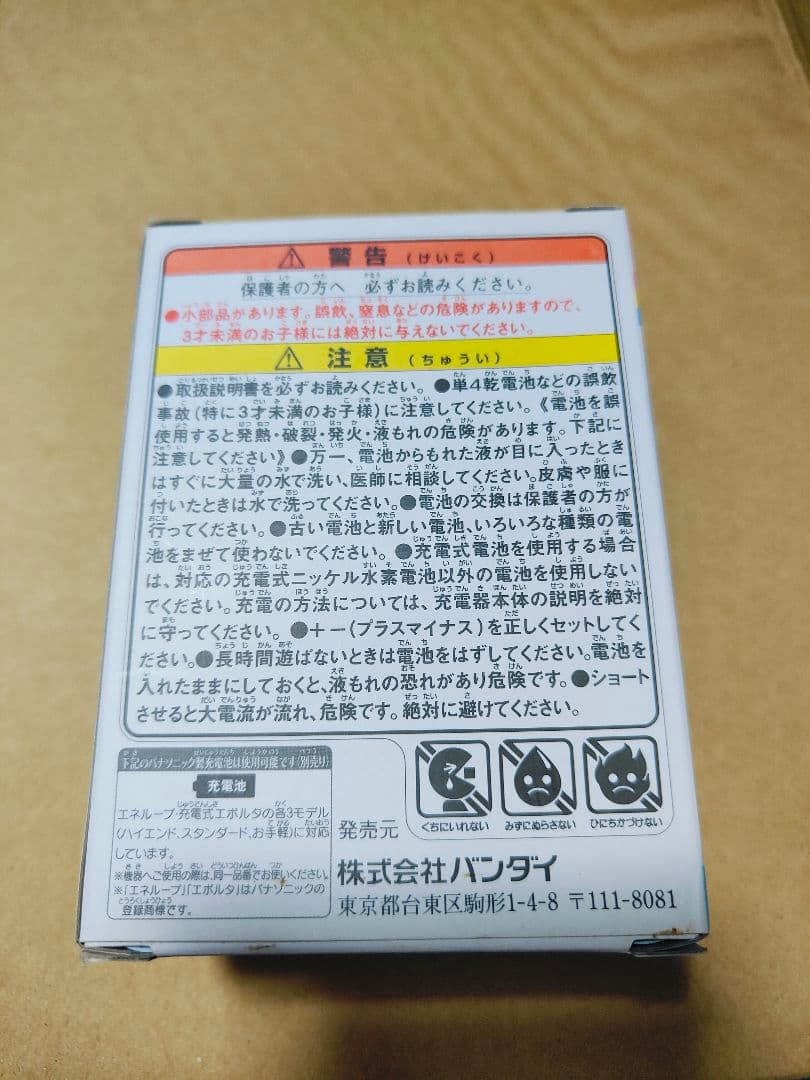 ⚠ 警告 (けいこく)
保護者の方へ 必ずお読みください。
●小部品があります。誤飲、窒息などの危険がありますので、
3才未満のお子様には絶対に与えないでください。
⚠ 注意 (ちゅうい)
●取扱説明書を必ずお読みください。●単4乾電池などの誤飲
事故(特に3才未満のお子様)に注意してください。《電池を誤
使用すると発熱・破裂・発火・液もれの危険があります。下記に
注意してください》●万一、電池からもれた液が目に入ったとき
はすぐに大量の水で洗い、医師に相談してください。皮膚や服に
付いたときは水で洗ってください。●電池の交換は保護者の方が
行ってください。●古い電池と新しい電池、いろいろな種類の電
池をまぜて使わないでください。●充電式電池を使用する場合
は、対応の充電式ニッケル水素電池以外の電池を使用しない
でください。充電の方法については、充電器本体の説明を絶対
に守ってください。●+-(プラスマイナス)を正しくセットしてく
ださい。●長時間遊ばないときは電池をはずしてください。電池を
入れたままにしておくと、液もれの恐れがあり危険です。●ショート
させると大電流が流れ、危険です。絶対に避けてください。
下記のパナソニック製充電池は使用可能です(別売り)
充電池
エネループ・充電式エボルタの各3モデル
(ハイエンド、スタンダード、お手軽)に対応
しています。
※機器へご使用の際は、同一品番でお使いください。
※「エネループ」「エボルタ」はパナソニックの
登録商標です。
くちにいれない みずにぬらさない ひにちかづけない
発売元
株式会社バンダイ
東京都台東区駒形1-4-8 〒111-8081